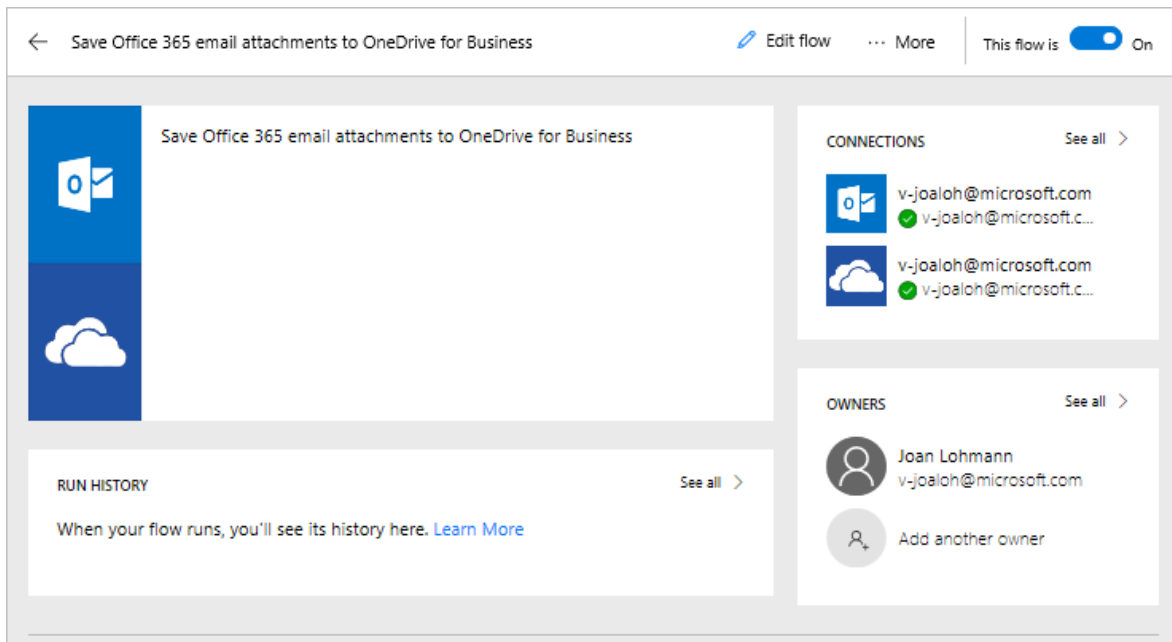 Save Office 365 email attachments to OneDrive for Business
Edit flow
··· More
This flow is
On
Save Office 365 email attachments to OneDrive for Business
CONNECTIONS
See all
v-joaloh@microsoft.com
v-joaloh@microsoft.c...
v-joaloh@microsoft.com
v-joaloh@microsoft.c...
OWNERS
See all
Joan Lohmann
v-joaloh@microsoft.com
Add another owner
RUN HISTORY
See all
When your flow runs, you'll see its history here. Learn More